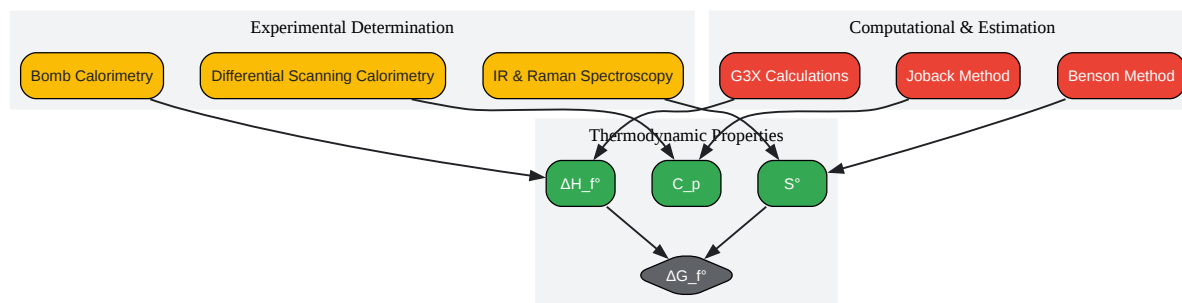 Experimental Determination
Computational & Estimation
Bomb Calorimetry
Differential Scanning Calorimetry
IR & Raman Spectroscopy
G3X Calculations
Joback Method
Benson Method
Thermodynamic Properties
ΔH_f°
C_p
S°
ΔG_f°